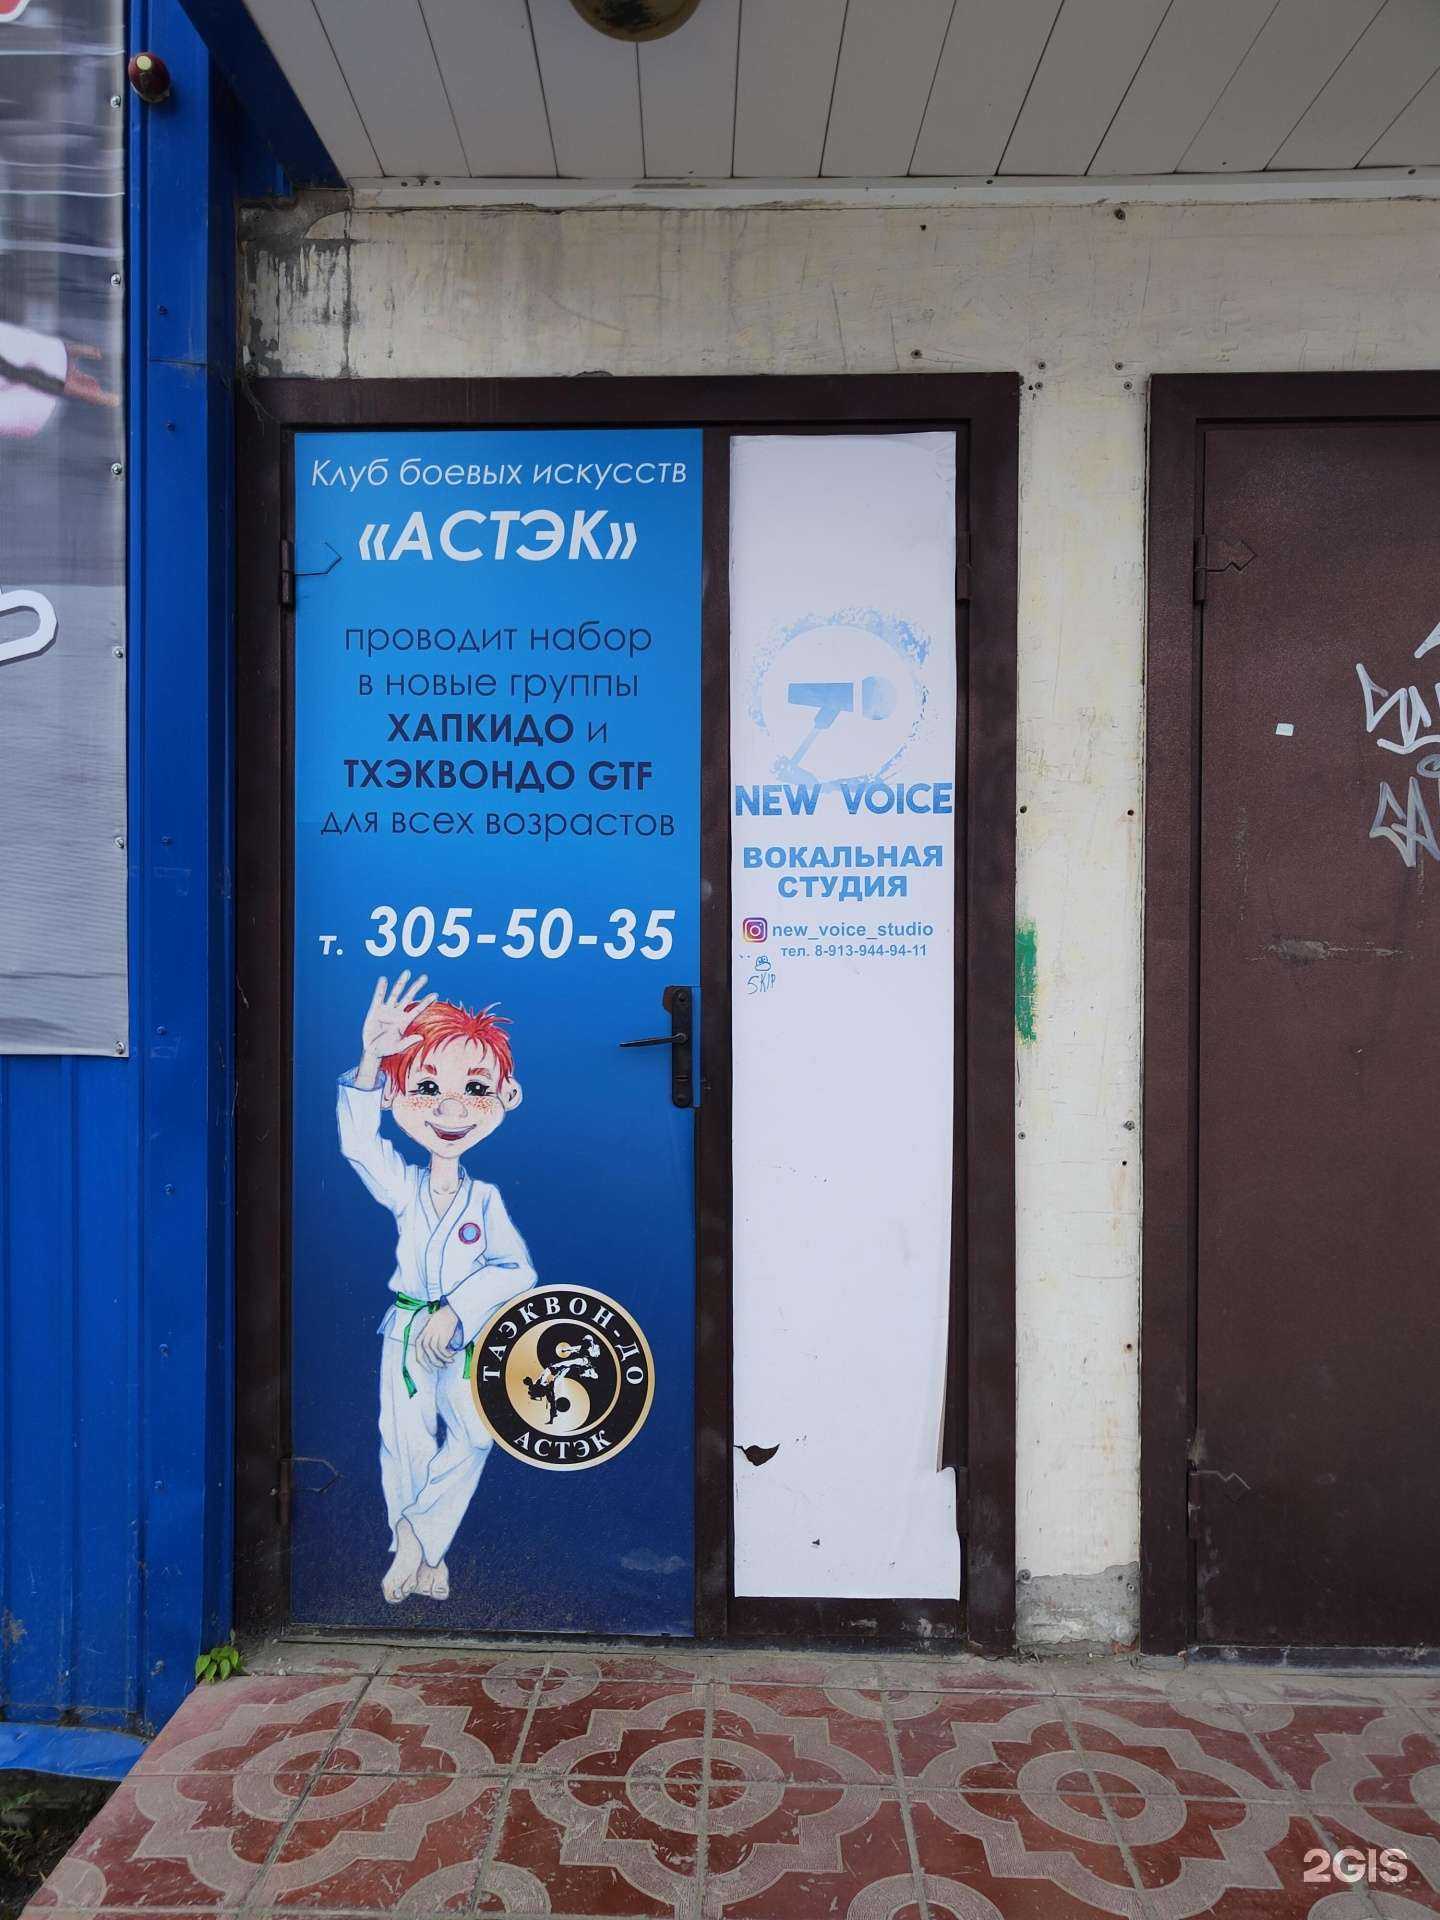 Клуб боевых искусств
«АСТЭК»
проводит набор
в новые группы
ХАПКИДО и
ТХЭКВОНДО GTF
для всех возрастов
т. 305-50-35
ТАЭКВОН-ДО
АСТЭК
NEW VOICE
ВОКАЛЬНАЯ
СТУДИЯ
new_voice_studio
тел. 8-913-944-94-11
SKIP
2GIS